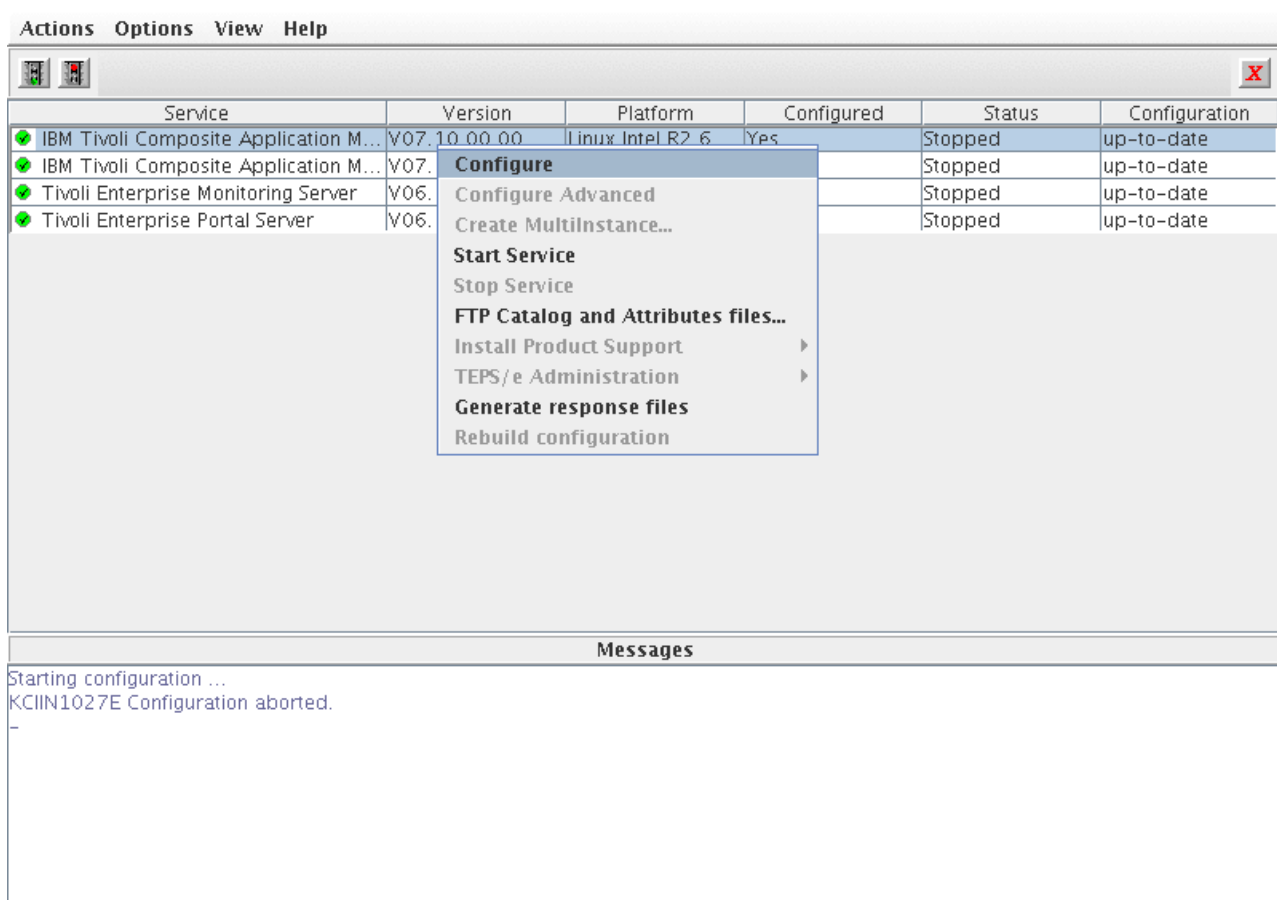 Actions Options View Help
X
Service Version Platform Configured Status Configuration
IBM Tivoli Composite Application M... V07.10.00.00 Linux Intel R2.6 Yes Stopped up-to-date
IBM Tivoli Composite Application M... V07. Stopped up-to-date
Tivoli Enterprise Monitoring Server V06. Stopped up-to-date
Tivoli Enterprise Portal Server V06. Stopped up-to-date
Configure
Configure Advanced
Create MultiInstance...
Start Service
Stop Service
FTP Catalog and Attributes files...
Install Product Support
TEPS/e Administration
Generate response files
Rebuild configuration
Messages
Starting configuration ...
KCIIN1027E Configuration aborted.
_